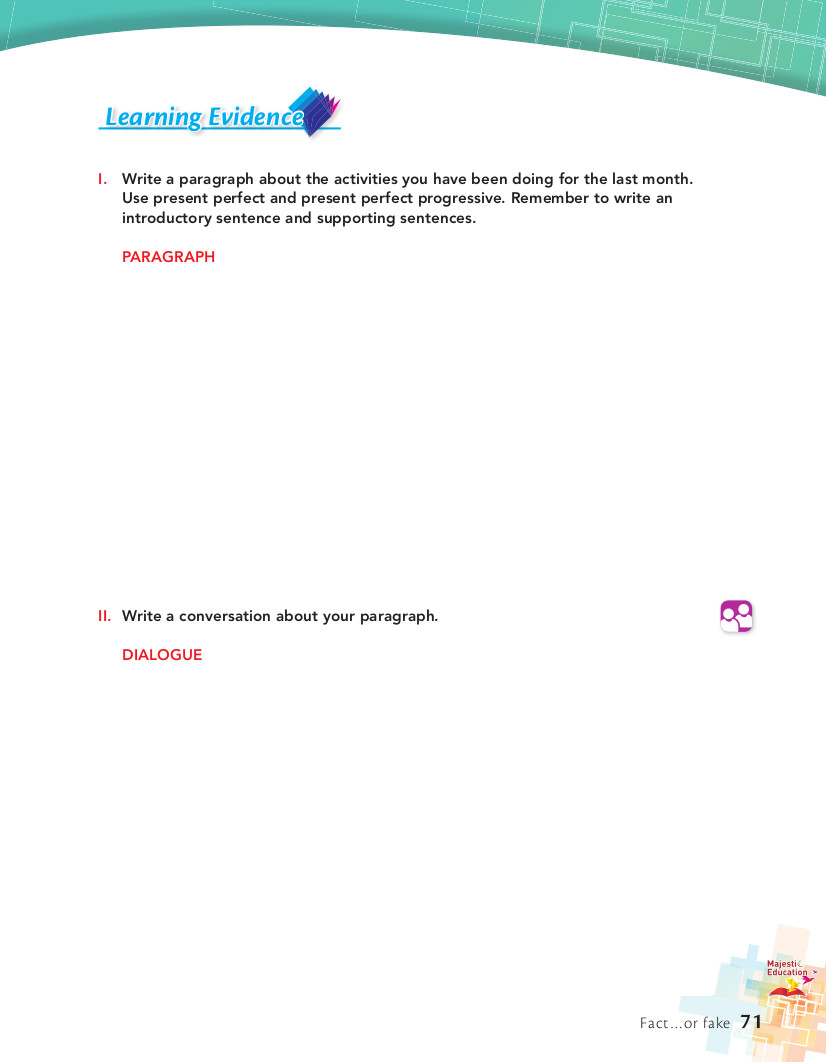 Learning Evidence
I. Write a paragraph about the activities you have been doing for the last month.
Use present perfect and present perfect progressive. Remember to write an
introductory sentence and supporting sentences.
PARAGRAPH
II. Write a conversation about your paragraph.
DIALOGUE
Majestic
Education
Fact...or fake 71